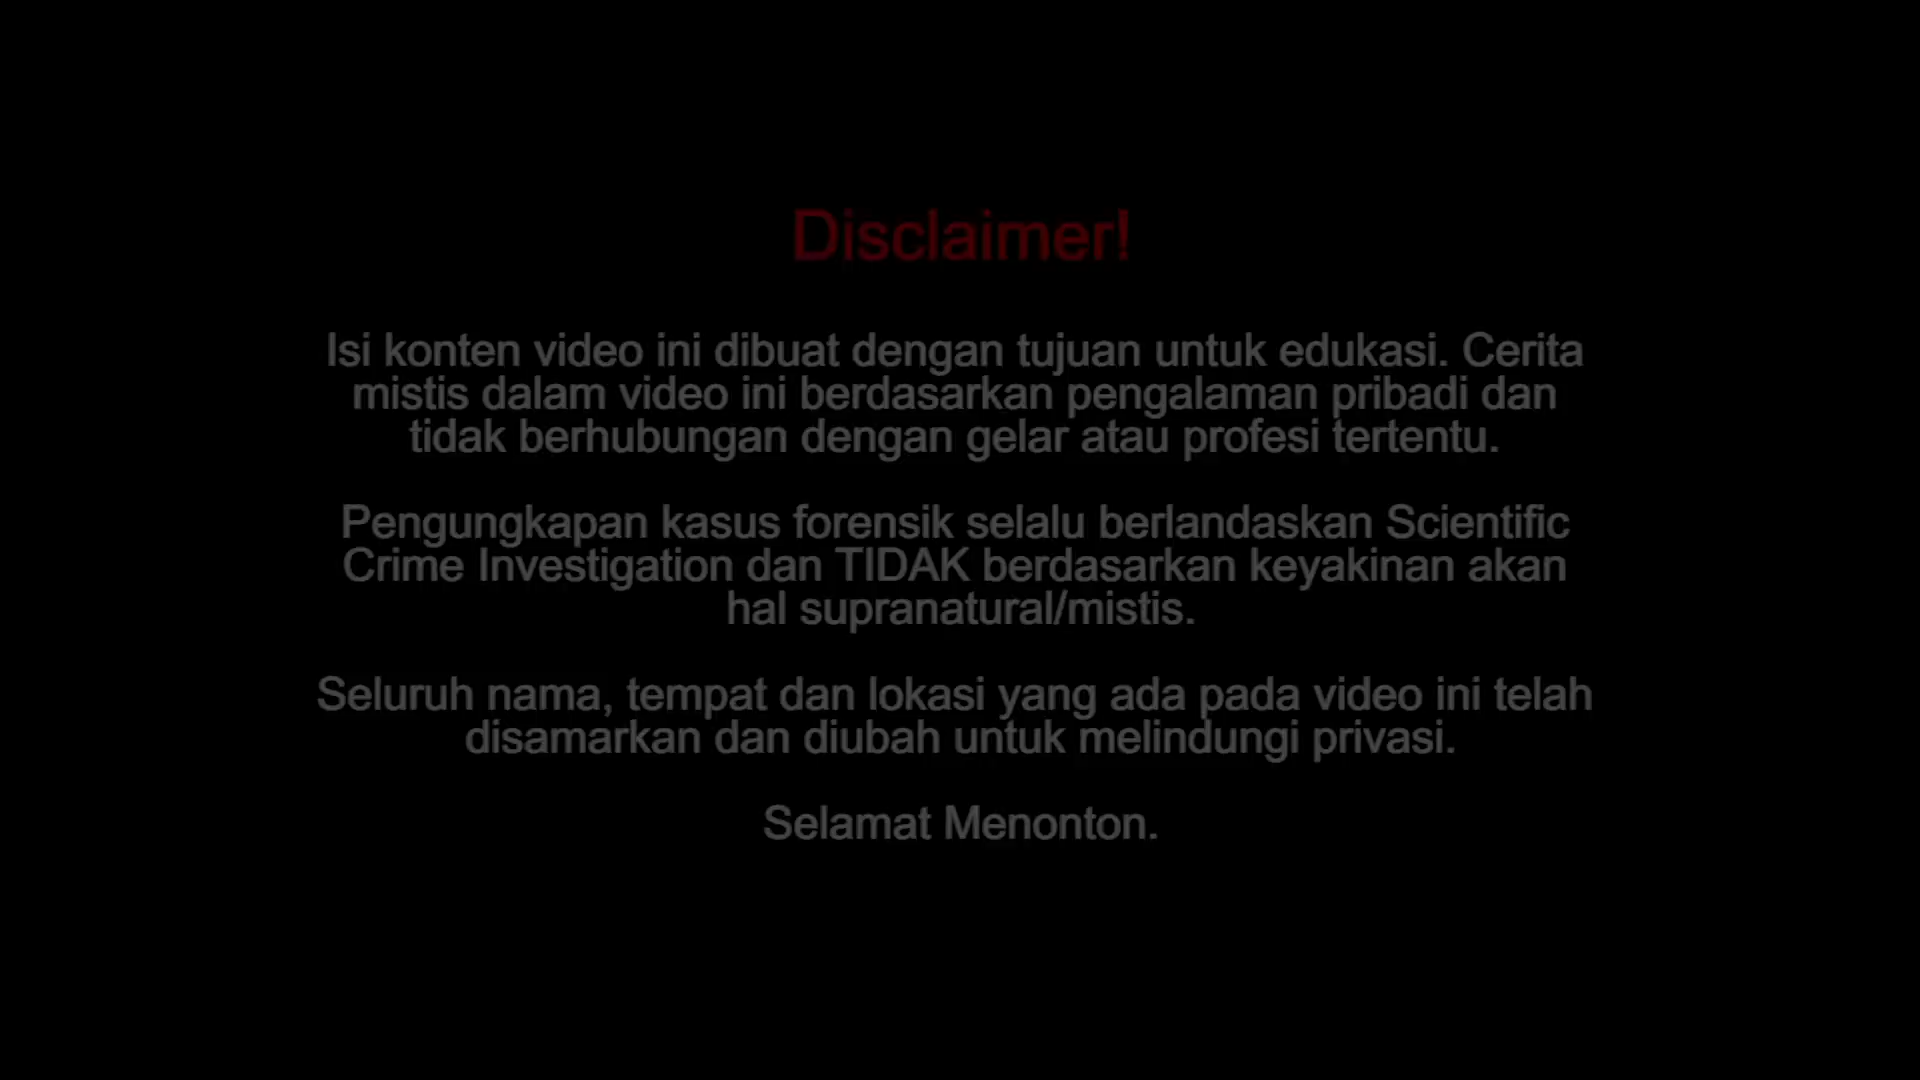 Disclaimer!
Isi konten video ini dibuat dengan tujuan untuk edukasi. Cerita
mistis dalam video ini berdasarkan pengalaman pribadi dan
tidak berhubungan dengan gelar atau profesi tertentu.
Pengungkapan kasus forensik selalu berlandaskan Scientific
Crime Investigation dan TIDAK berdasarkan keyakinan akan
hal supranatural/mistis.
Seluruh nama, tempat dan lokasi yang ada pada video ini telah
disamarkan dan diubah untuk melindungi privasi.
Selamat Menonton.